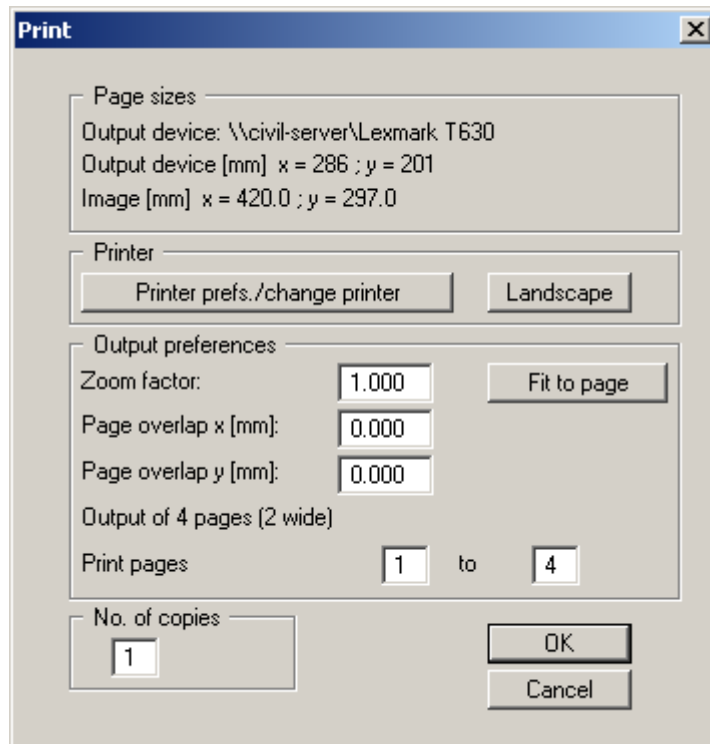 Print
Page sizes
Output device: \\civil-server\Lexmark T630
Output device [mm] x = 286 ; y = 201
Image [mm] x = 420.0 ; y = 297.0
Printer
Printer prefs./change printer Landscape
Output preferences
Zoom factor: 1.000 Fit to page
Page overlap x [mm]: 0.000
Page overlap y [mm]: 0.000
Output of 4 pages (2 wide)
Print pages 1 to 4
No. of copies
1
OK
Cancel